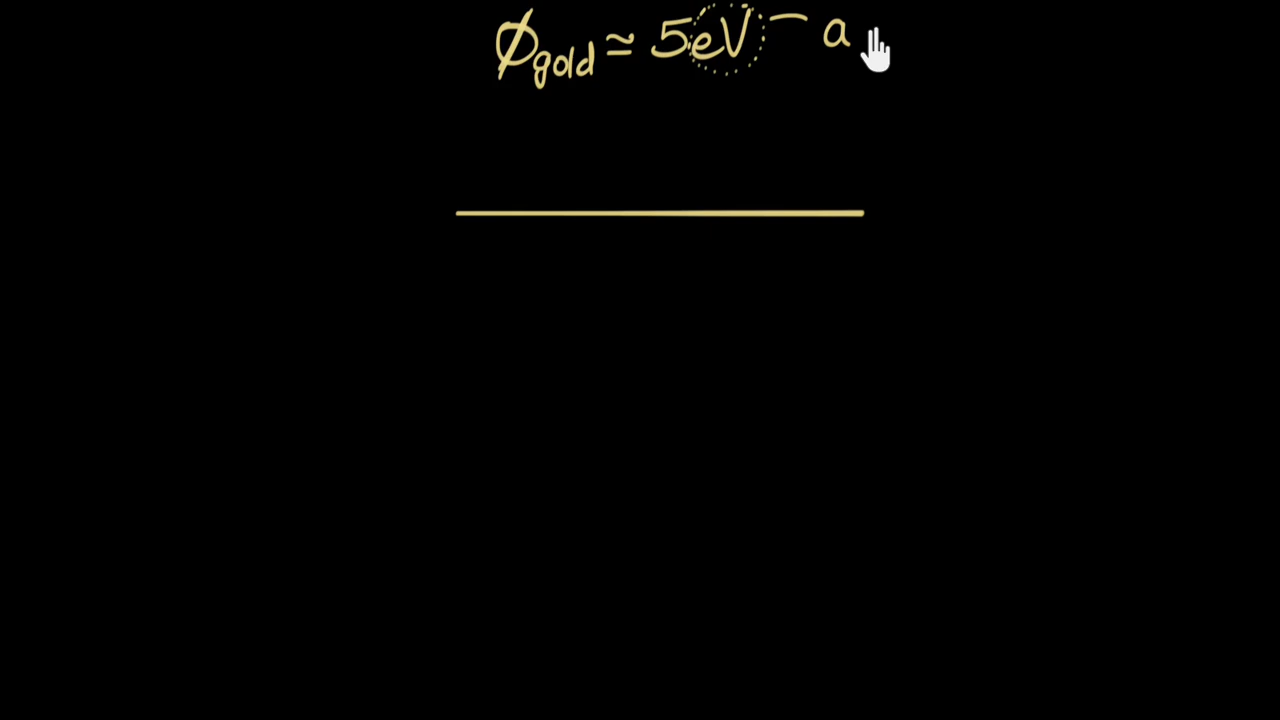 ϕgold ≃ 5eV — a